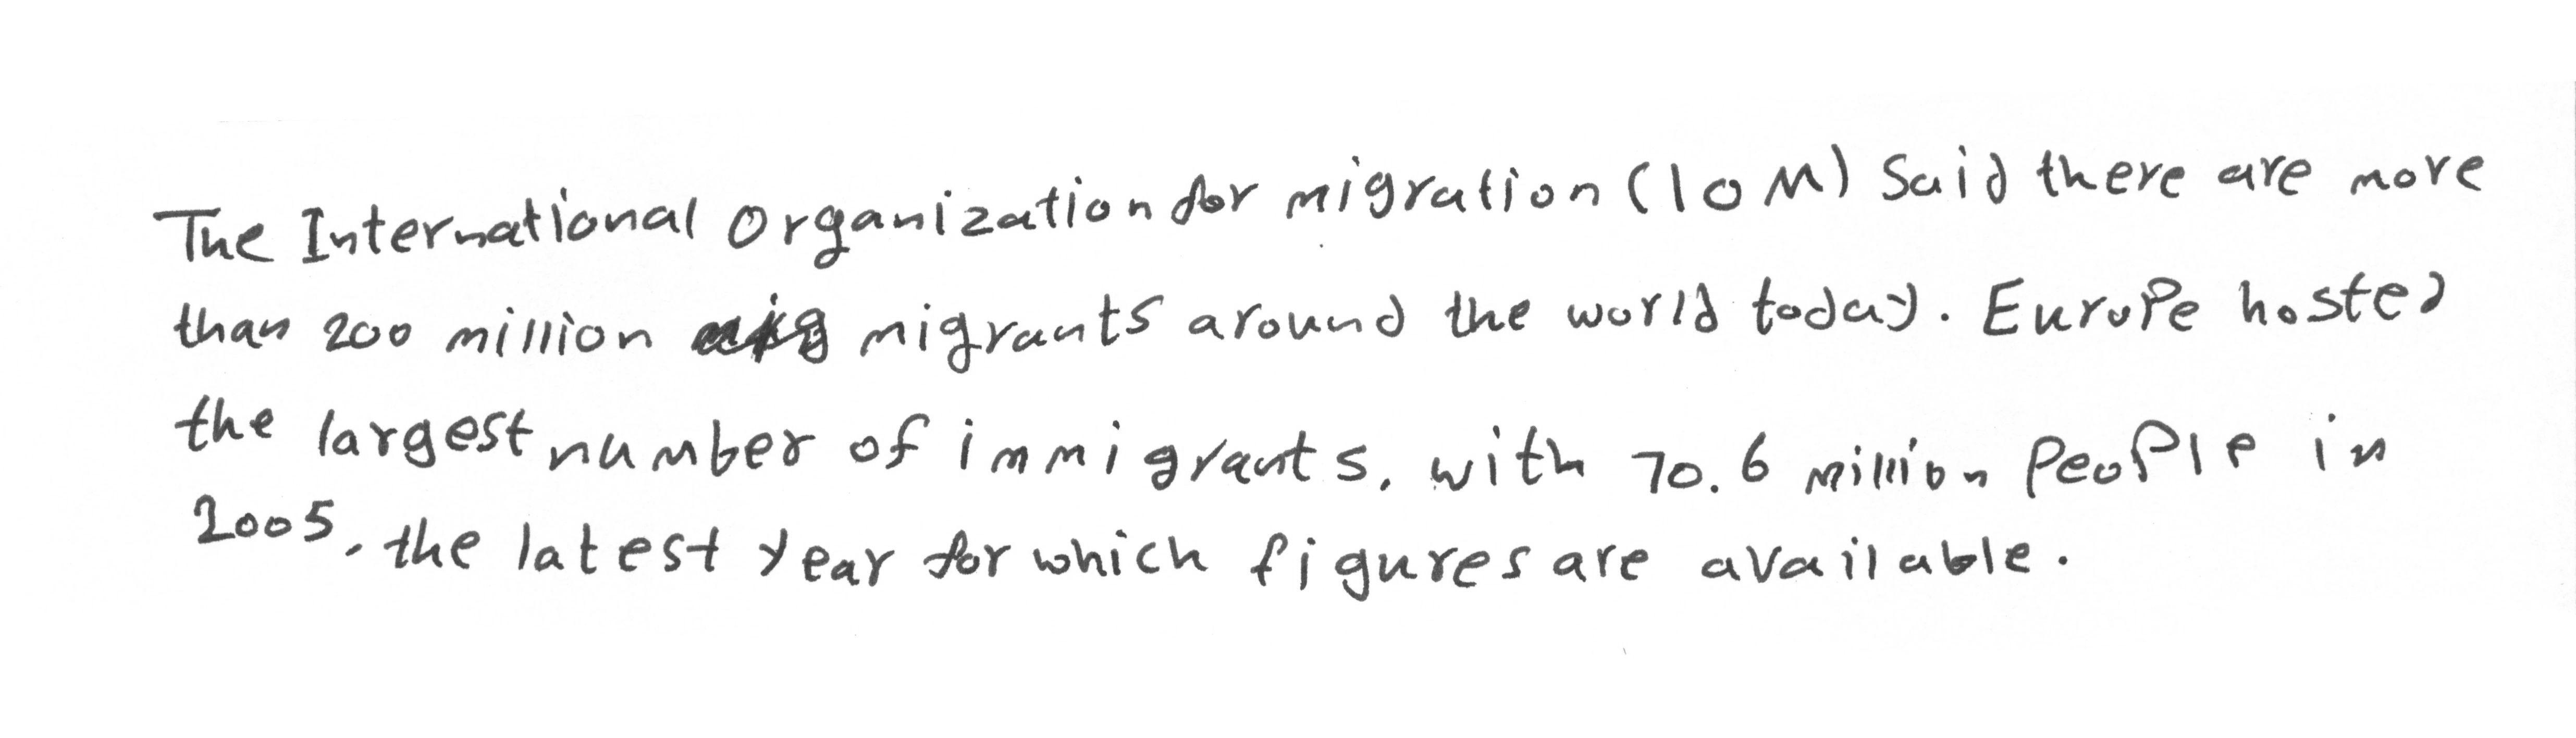 The International Organization for migration (IOM) Said there are more
than 200 million migrants around the world today. Europe hosted
the largest number of immigrants, with 70.6 million People in
2005, the latest year for which figures are available.